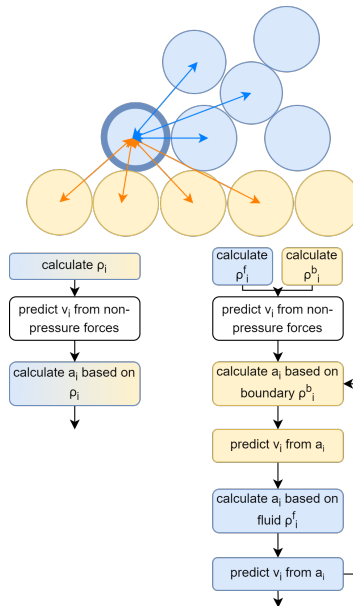 calculate ρi
predict vi from non-
pressure forces
calculate ai based on
ρi
calculate
ρfi
calculate
ρbi
predict vi from non-
pressure forces
calculate ai based on
boundary ρbi
predict vi from ai
calculate ai based on
fluid ρfi
predict vi from ai